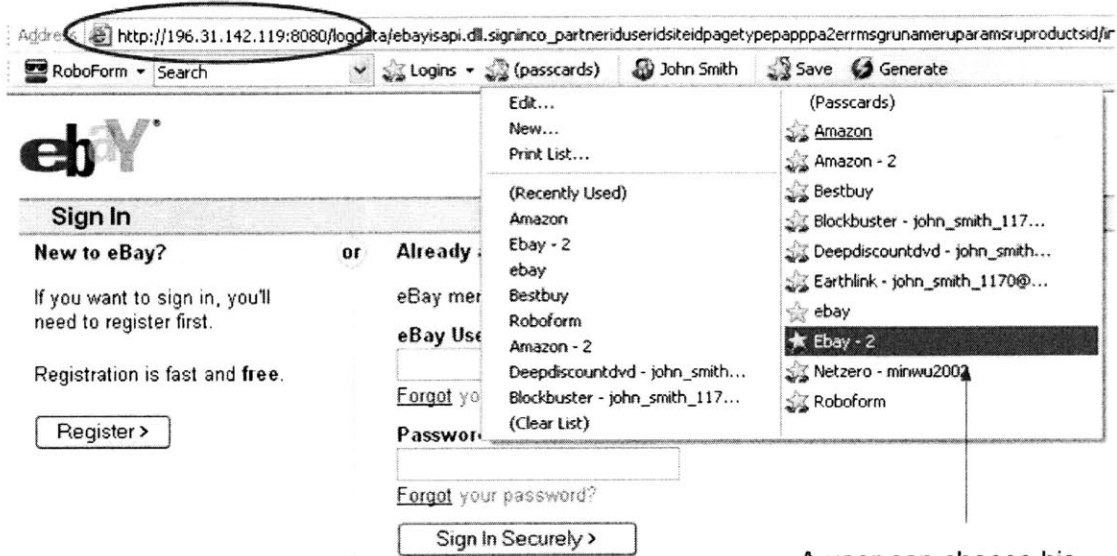 Address http://196.31.142.119:8080/logdata/ebayisapi.dll.signinco_partneriduseridsiteidpagetypepapppa2errmsgrunameruparamsruproductsid/ir
RoboForm Search Logins (passcards) John Smith Save Generate
ebaY
Sign In
New to eBay?
or
If you want to sign in, you'll
need to register first.
Registration is fast and free.
Register >
Already
eBay mem
eBay Use
Forgot yo
Passwor
Forgot your password?
Sign In Securely >
Edit...
New...
Print List...
(Recently Used)
Amazon
Ebay - 2
ebay
Bestbuy
Roboform
Amazon - 2
Deepdiscountdvd - john_smith...
Blockbuster - john_smith_117...
(Clear List)
(Passcards)
Amazon
Amazon - 2
Bestbuy
Blockbuster - john_smith_117...
Deepdiscountdvd - john_smith...
Earthlink - john_smith_1170@...
ebay
Ebay - 2
Netzero - minwu2002
Roboform
A user can choose his